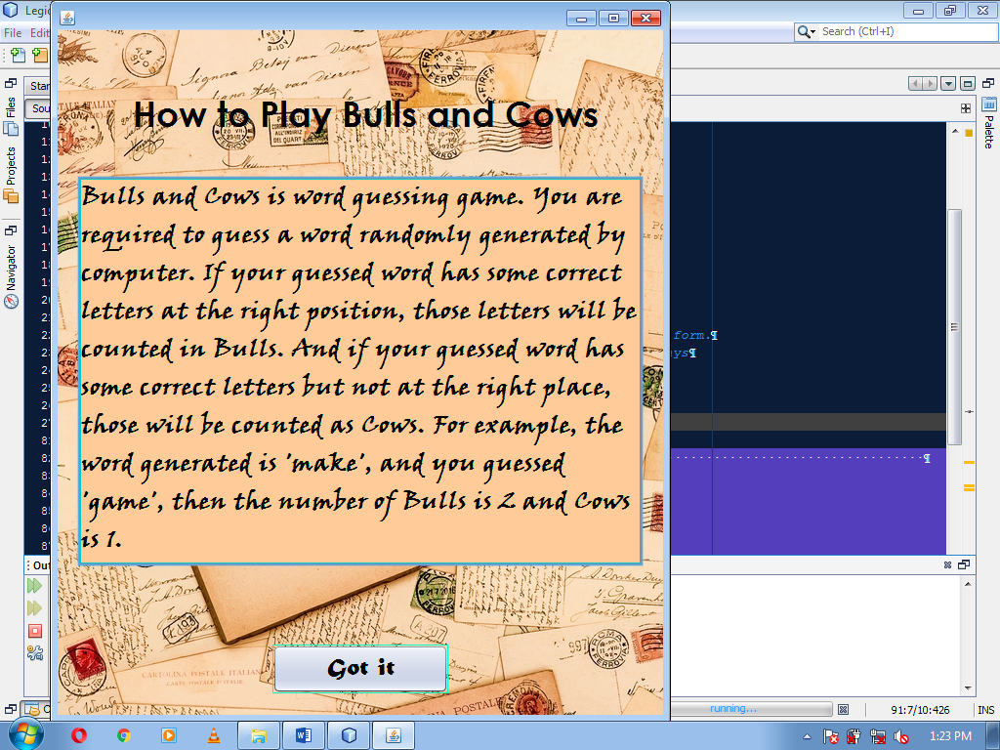 Legic
File Edit
Search (Ctrl+I)
Star
Sou
Files
Projects
Navigator
Palette
How to Play Bulls and Cows
Bulls and Cows is word guessing game. You are
required to guess a word randomly generated by
computer. If your guessed word has some correct
letters at the right position, those letters will be
counted in Bulls. And if your guessed word has
some correct letters but not at the right place,
those will be counted as Cows. For example, the
word generated is 'make', and you guessed
'game', then the number of Bulls is 2 and Cows
is 1.
form.¶
ys¶
Got it
Out
running...
91:7/10:426
INS
1:23 PM